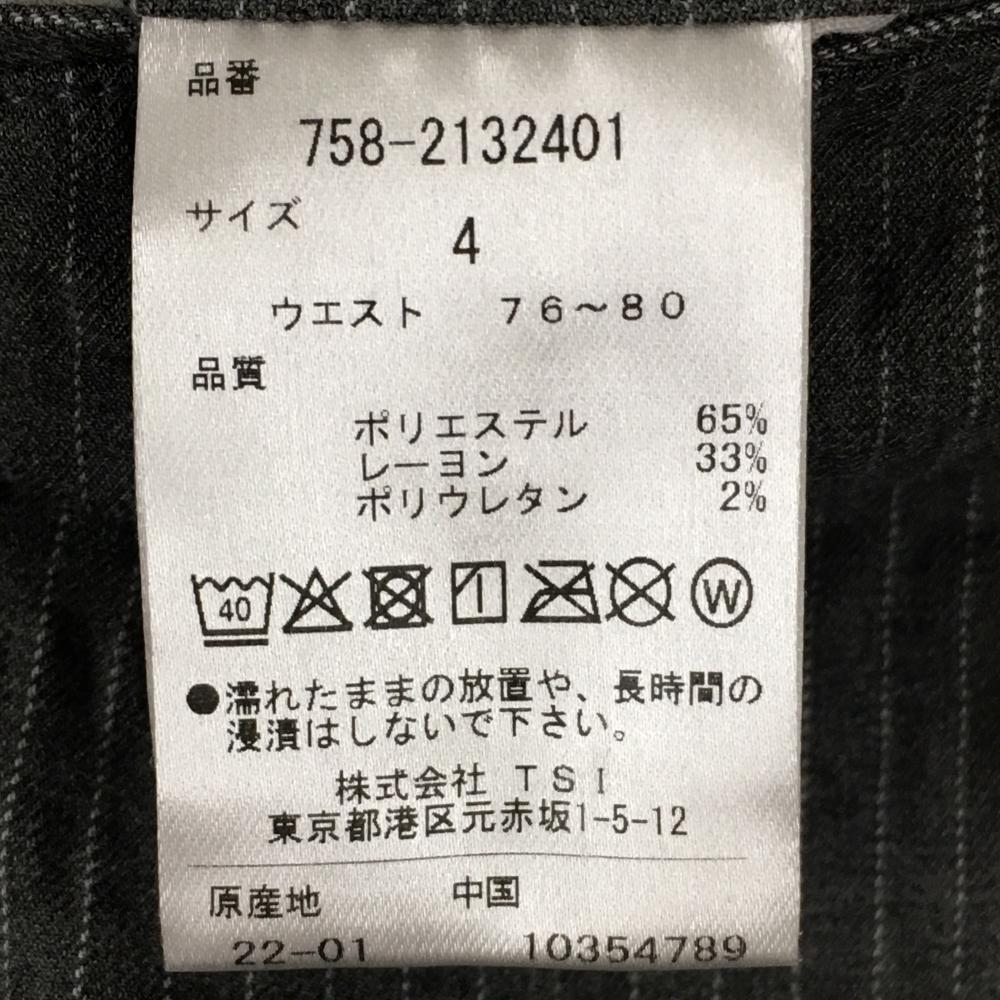 品番
758-2132401
サイズ
4
ウエスト 76~80
品質
ポリエステル 65%
レーヨン 33%
ポリウレタン 2%
40 W
●濡れたままの放置や、長時間の
浸漬はしないで下さい。
株式会社 TSI
東京都港区元赤坂1-5-12
原産地 中国
22-01 10354789